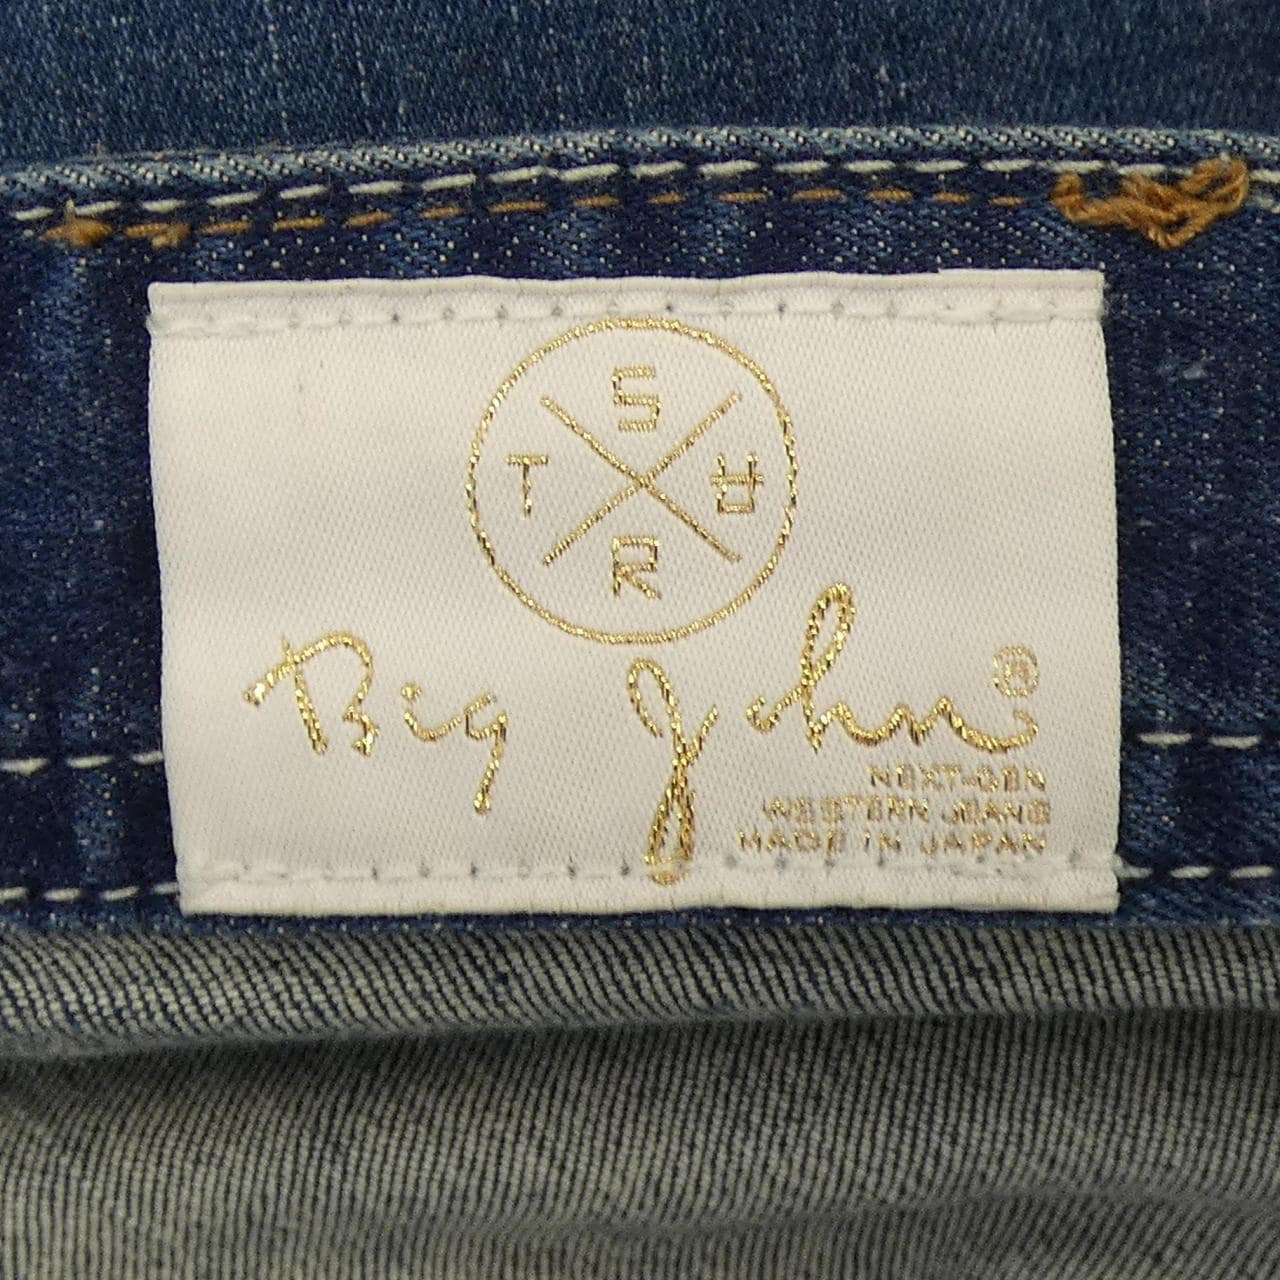 S
T A
R
Big John®
NEXT-GEN
WESTERN JEANS
MADE IN JAPAN